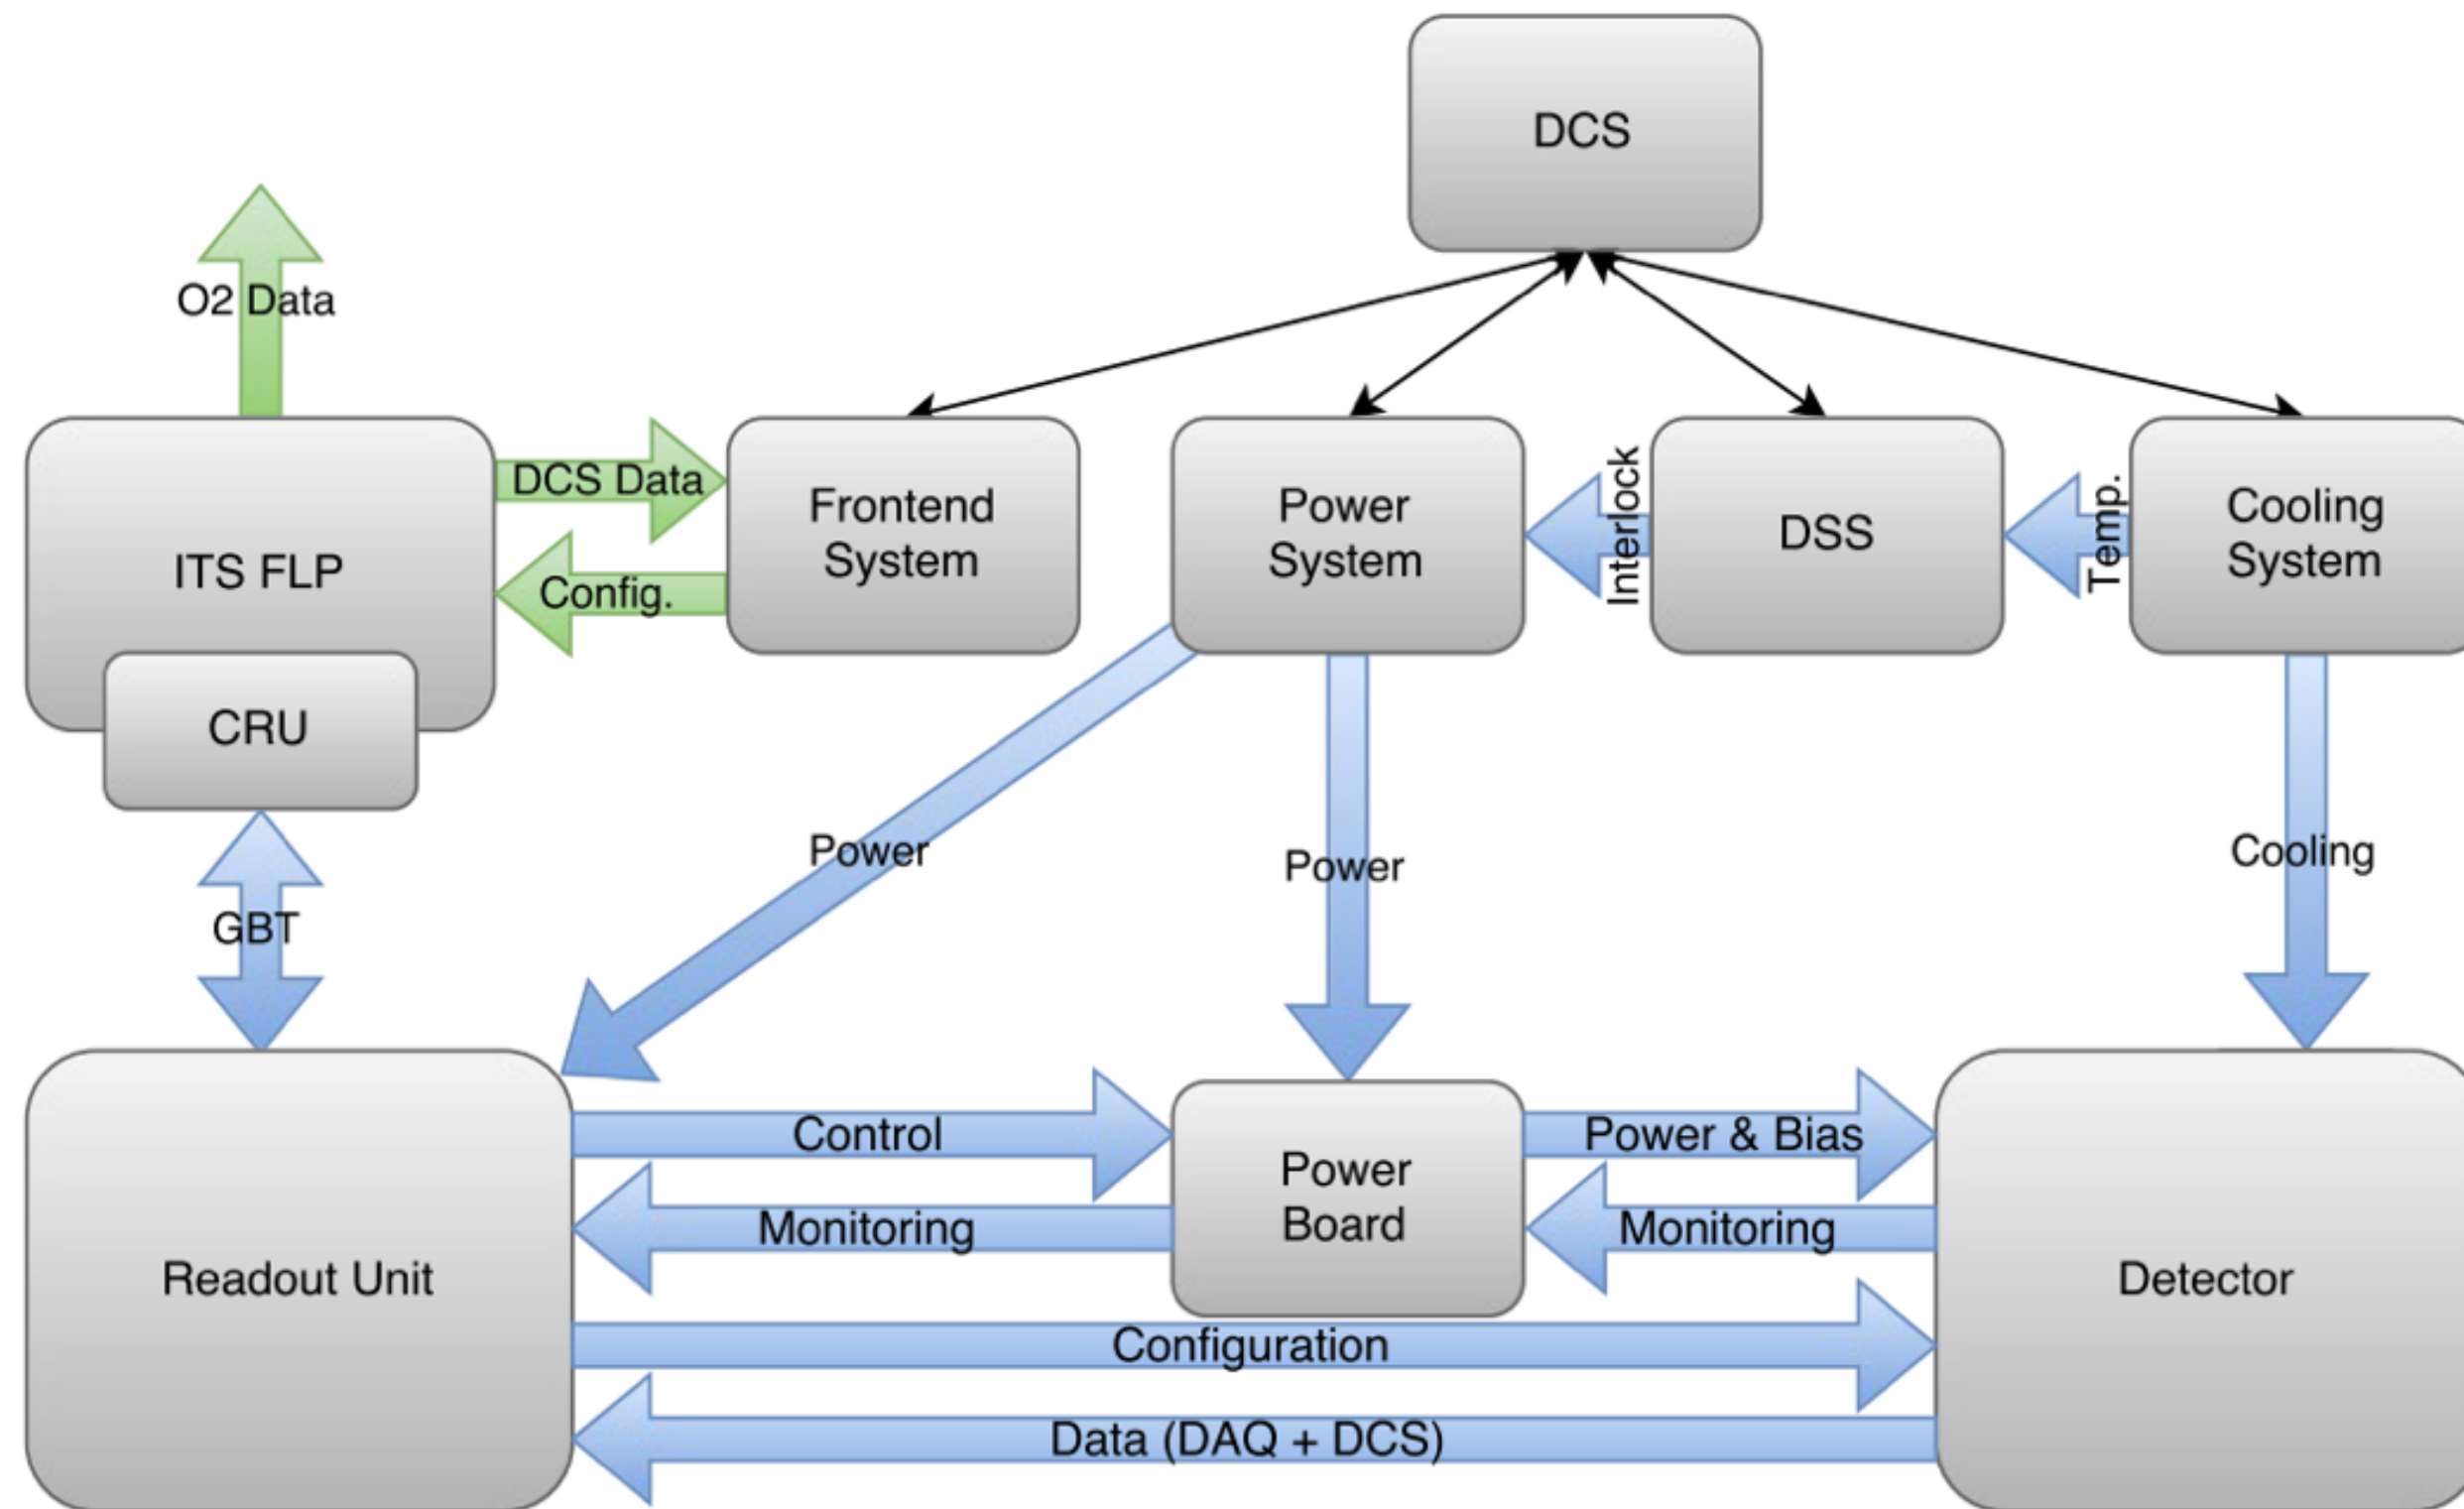 DCS
O2 Data
DCS Data
Config.
ITS FLP
CRU
Frontend
System
Power
System
Interlock
DSS
Temp.
Cooling
System
GBT
Power
Power
Cooling
Control
Power & Bias
Monitoring
Power
Board
Monitoring
Readout Unit
Detector
Configuration
Data (DAQ + DCS)